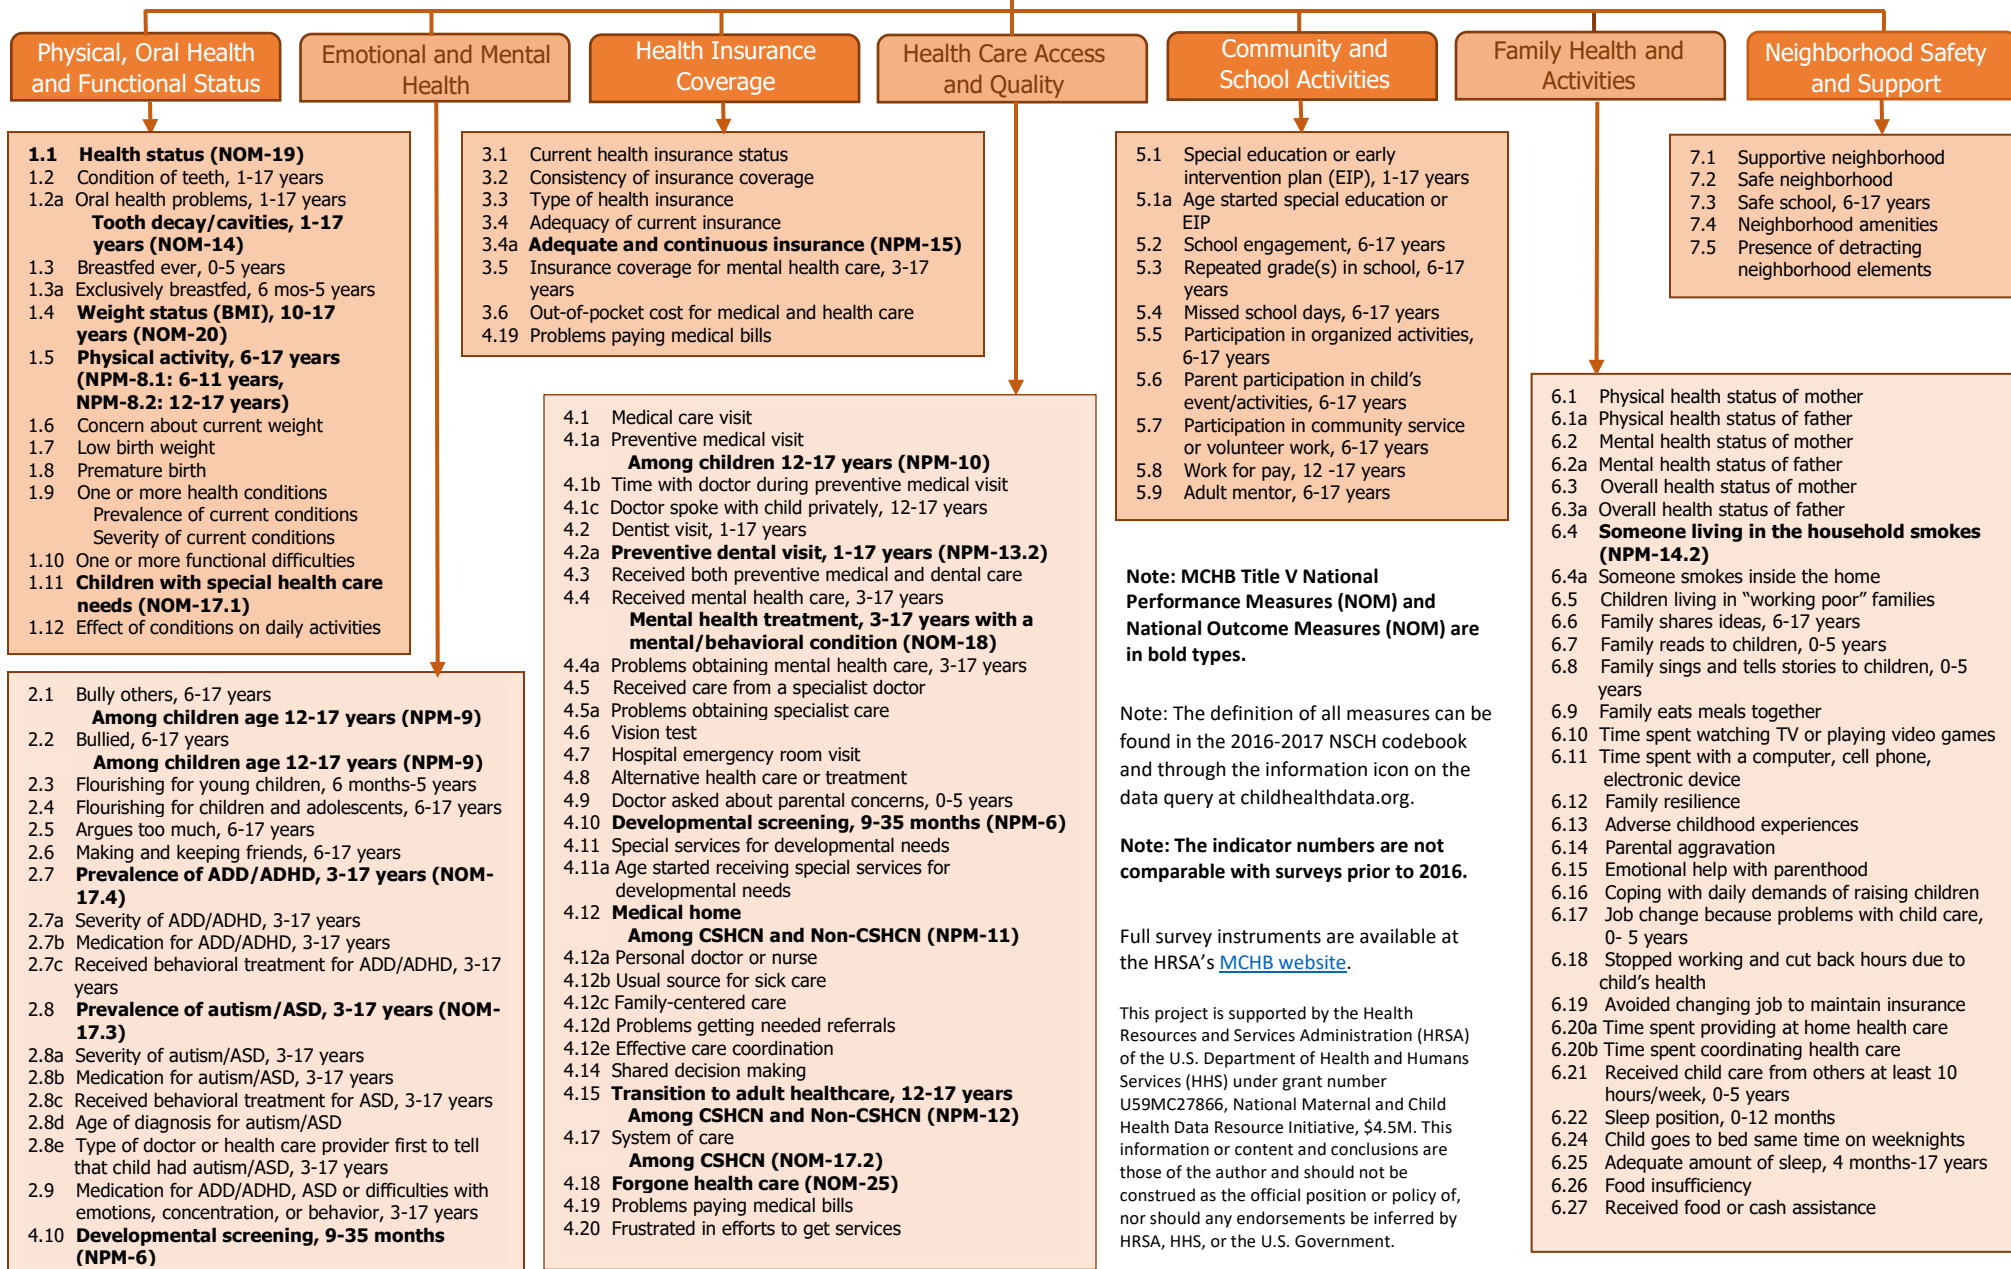 Physical, Oral Health
and Functional Status
Emotional and Mental
Health
Health Insurance
Coverage
Health Care Access
and Quality
Community and
School Activities
Family Health and
Activities
Neighborhood Safety
and Support
1.1 Health status (NOM-19)
1.2 Condition of teeth, 1-17 years
1.2a Oral health problems, 1-17 years
Tooth decay/cavities, 1-17
years (NOM-14)
1.3 Breastfed ever, 0-5 years
1.3a Exclusively breastfed, 6 mos-5 years
1.4 Weight status (BMI), 10-17
years (NOM-20)
1.5 Physical activity, 6-17 years
(NPM-8.1: 6-11 years,
NPM-8.2: 12-17 years)
1.6 Concern about current weight
1.7 Low birth weight
1.8 Premature birth
1.9 One or more health conditions
Prevalence of current conditions
Severity of current conditions
1.10 One or more functional difficulties
1.11 Children with special health care
needs (NOM-17.1)
1.12 Effect of conditions on daily activities
2.1 Bully others, 6-17 years
Among children age 12-17 years (NPM-9)
2.2 Bullied, 6-17 years
Among children age 12-17 years (NPM-9)
2.3 Flourishing for young children, 6 months-5 years
2.4 Flourishing for children and adolescents, 6-17 years
2.5 Argues too much, 6-17 years
2.6 Making and keeping friends, 6-17 years
2.7 Prevalence of ADD/ADHD, 3-17 years (NOM-
17.4)
2.7a Severity of ADD/ADHD, 3-17 years
2.7b Medication for ADD/ADHD, 3-17 years
2.7c Received behavioral treatment for ADD/ADHD, 3-17
years
2.8 Prevalence of autism/ASD, 3-17 years (NOM-
17.3)
2.8a Severity of autism/ASD, 3-17 years
2.8b Medication for autism/ASD, 3-17 years
2.8c Received behavioral treatment for ASD, 3-17 years
2.8d Age of diagnosis for autism/ASD
2.8e Type of doctor or health care provider first to tell
that child had autism/ASD, 3-17 years
2.9 Medication for ADD/ADHD, ASD or difficulties with
emotions, concentration, or behavior, 3-17 years
4.10 Developmental screening, 9-35 months
(NPM-6)
3.1 Current health insurance status
3.2 Consistency of insurance coverage
3.3 Type of health insurance
3.4 Adequacy of current insurance
3.4a Adequate and continuous insurance (NPM-15)
3.5 Insurance coverage for mental health care, 3-17
years
3.6 Out-of-pocket cost for medical and health care
4.19 Problems paying medical bills
4.1 Medical care visit
4.1a Preventive medical visit
Among children 12-17 years (NPM-10)
4.1b Time with doctor during preventive medical visit
4.1c Doctor spoke with child privately, 12-17 years
4.2 Dentist visit, 1-17 years
4.2a Preventive dental visit, 1-17 years (NPM-13.2)
4.3 Received both preventive medical and dental care
4.4 Received mental health care, 3-17 years
Mental health treatment, 3-17 years with a
mental/behavioral condition (NOM-18)
4.4a Problems obtaining mental health care, 3-17 years
4.5 Received care from a specialist doctor
4.5a Problems obtaining specialist care
4.6 Vision test
4.7 Hospital emergency room visit
4.8 Alternative health care or treatment
4.9 Doctor asked about parental concerns, 0-5 years
4.10 Developmental screening, 9-35 months (NPM-6)
4.11 Special services for developmental needs
4.11a Age started receiving special services for
developmental needs
4.12 Medical home
Among CSHCN and Non-CSHCN (NPM-11)
4.12a Personal doctor or nurse
4.12b Usual source for sick care
4.12c Family-centered care
4.12d Problems getting needed referrals
4.12e Effective care coordination
4.14 Shared decision making
4.15 Transition to adult healthcare, 12-17 years
Among CSHCN and Non-CSHCN (NPM-12)
4.17 System of care
Among CSHCN (NOM-17.2)
4.18 Forgone health care (NOM-25)
4.19 Problems paying medical bills
4.20 Frustrated in efforts to get services
5.1 Special education or early
intervention plan (EIP), 1-17 years
5.1a Age started special education or
EIP
5.2 School engagement, 6-17 years
5.3 Repeated grade(s) in school, 6-17
years
5.4 Missed school days, 6-17 years
5.5 Participation in organized activities,
6-17 years
5.6 Parent participation in child's
event/activities, 6-17 years
5.7 Participation in community service
or volunteer work, 6-17 years
5.8 Work for pay, 12 -17 years
5.9 Adult mentor, 6-17 years
Note: MCHB Title V National
Performance Measures (NOM) and
National Outcome Measures (NOM) are
in bold types.
Note: The definition of all measures can be
found in the 2016-2017 NSCH codebook
and through the information icon on the
data query at childhealthdata.org.
Note: The indicator numbers are not
comparable with surveys prior to 2016.
Full survey instruments are available at
the HRSA's MCHB website.
This project is supported by the Health
Resources and Services Administration (HRSA)
of the U.S. Department of Health and Humans
Services (HHS) under grant number
U59MC27866, National Maternal and Child
Health Data Resource Initiative, $4.5M. This
information or content and conclusions are
those of the author and should not be
construed as the official position or policy of,
nor should any endorsements be inferred by
HRSA, HHS, or the U.S. Government.
6.1 Physical health status of mother
6.1a Physical health status of father
6.2 Mental health status of mother
6.2a Mental health status of father
6.3 Overall health status of mother
6.3a Overall health status of father
6.4 Someone living in the household smokes
(NPM-14.2)
6.4a Someone smokes inside the home
6.5 Children living in "working poor" families
6.6 Family shares ideas, 6-17 years
6.7 Family reads to children, 0-5 years
6.8 Family sings and tells stories to children, 0-5
years
6.9 Family eats meals together
6.10 Time spent watching TV or playing video games
6.11 Time spent with a computer, cell phone,
electronic device
6.12 Family resilience
6.13 Adverse childhood experiences
6.14 Parental aggravation
6.15 Emotional help with parenthood
6.16 Coping with daily demands of raising children
6.17 Job change because problems with child care,
0- 5 years
6.18 Stopped working and cut back hours due to
child's health
6.19 Avoided changing job to maintain insurance
6.20a Time spent providing at home health care
6.20b Time spent coordinating health care
6.21 Received child care from others at least 10
hours/week, 0-5 years
6.22 Sleep position, 0-12 months
6.24 Child goes to bed same time on weeknights
6.25 Adequate amount of sleep, 4 months-17 years
6.26 Food insufficiency
6.27 Received food or cash assistance
7.1 Supportive neighborhood
7.2 Safe neighborhood
7.3 Safe school, 6-17 years
7.4 Neighborhood amenities
7.5 Presence of detracting
neighborhood elements